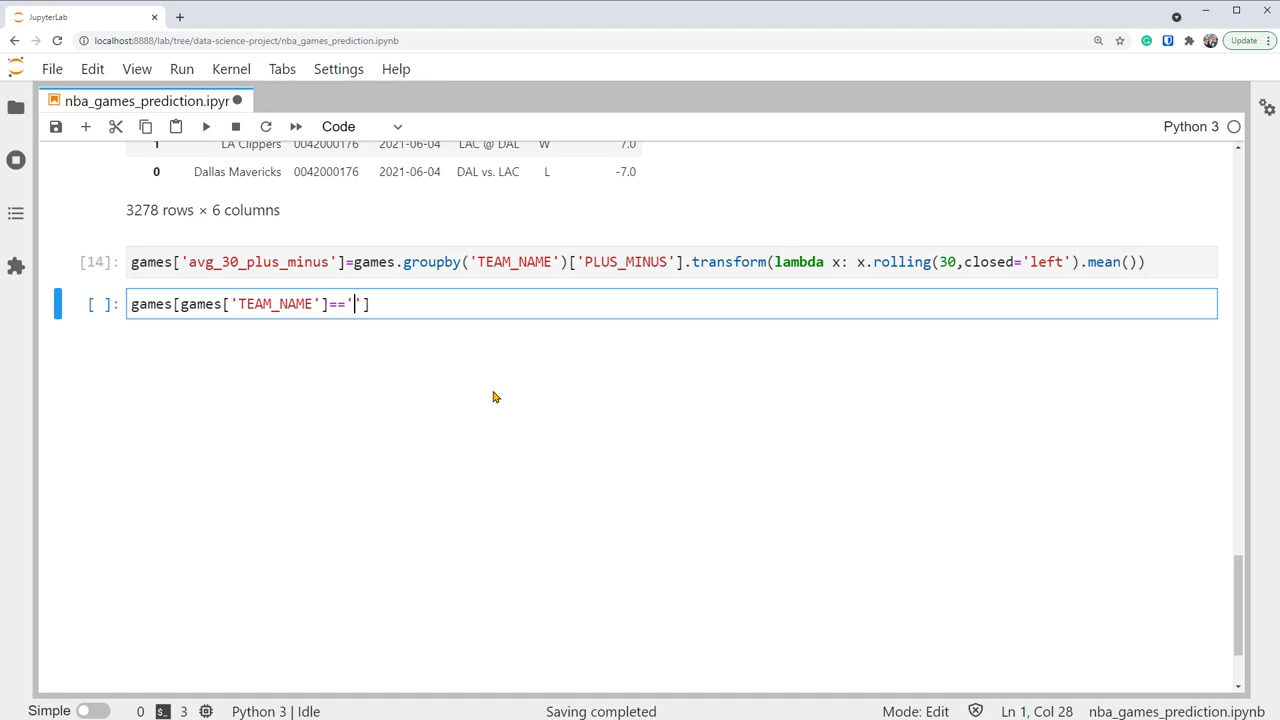 JupyterLab
localhost:8888/lab/tree/data-science-project/nba_games_prediction.ipynb
Update
File Edit View Run Kernel Tabs Settings Help
nba_games_prediction.ipyr
Code
Python 3
1 LA Clippers 0042000176 2021-06-04 LAC @ DAL W 7.0
0 Dallas Mavericks 0042000176 2021-06-04 DAL vs. LAC L -7.0
3278 rows × 6 columns
[14]: games['avg_30_plus_minus']=games.groupby('TEAM_NAME')['PLUS_MINUS'].transform(lambda x: x.rolling(30,closed='left').mean())
[ ]: games[games['TEAM_NAME']=='']
Simple 0 3 Python 3 | Idle Saving completed Mode: Edit Ln 1, Col 28 nba_games_prediction.ipynb